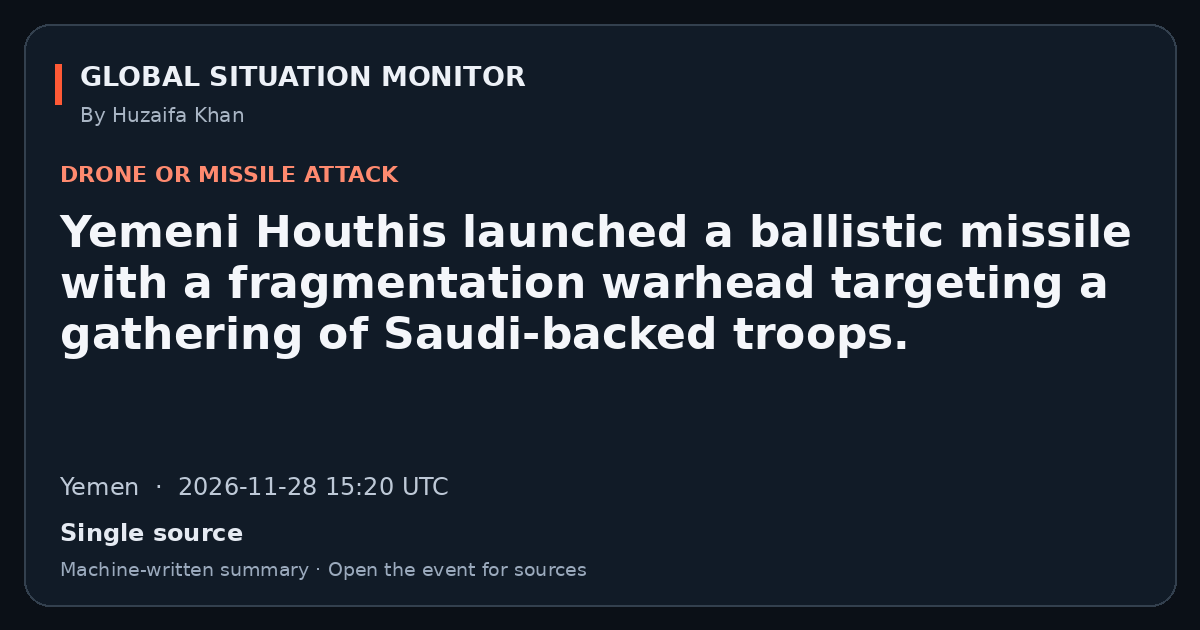 GLOBAL SITUATION MONITOR
By Huzaifa Khan
DRONE OR MISSILE ATTACK
Yemeni Houthis launched a ballistic missile
with a fragmentation warhead targeting a
gathering of Saudi-backed troops.
Yemen · 2026-11-28 15:20 UTC
Single source
Machine-written summary · Open the event for sources